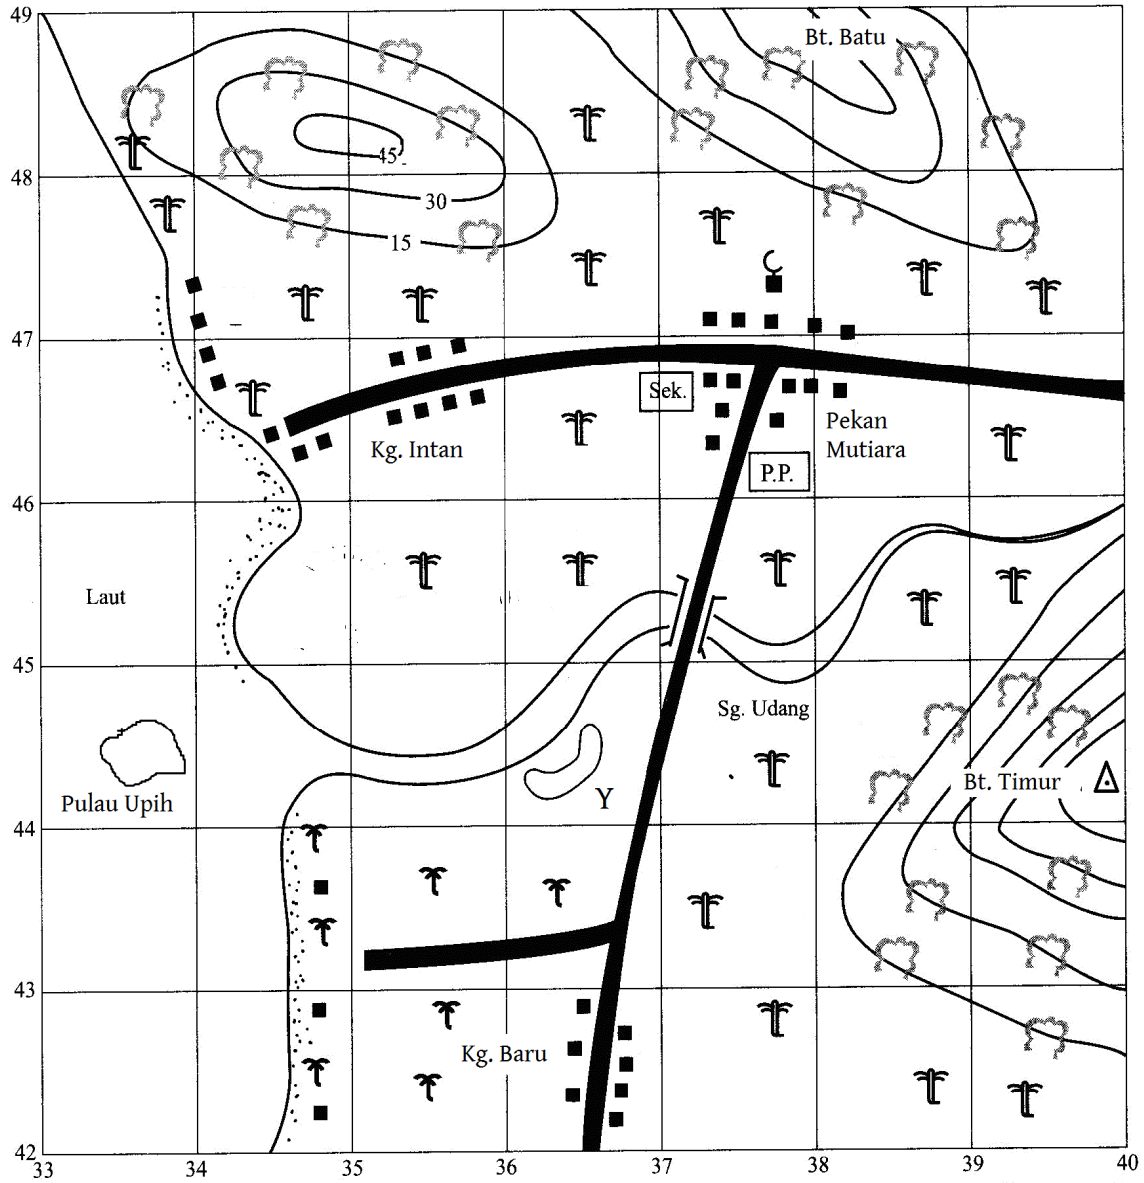 49
Bt. Batu
45
48
30
15
47
Sek.
Kg. Intan
Pekan
Mutiara
P.P.
46
Laut
45
Sg. Udang
Bt. Timur
Pulau Upih
Y
44
43
Kg. Baru
42
33
34
35
36
37
38
39
40